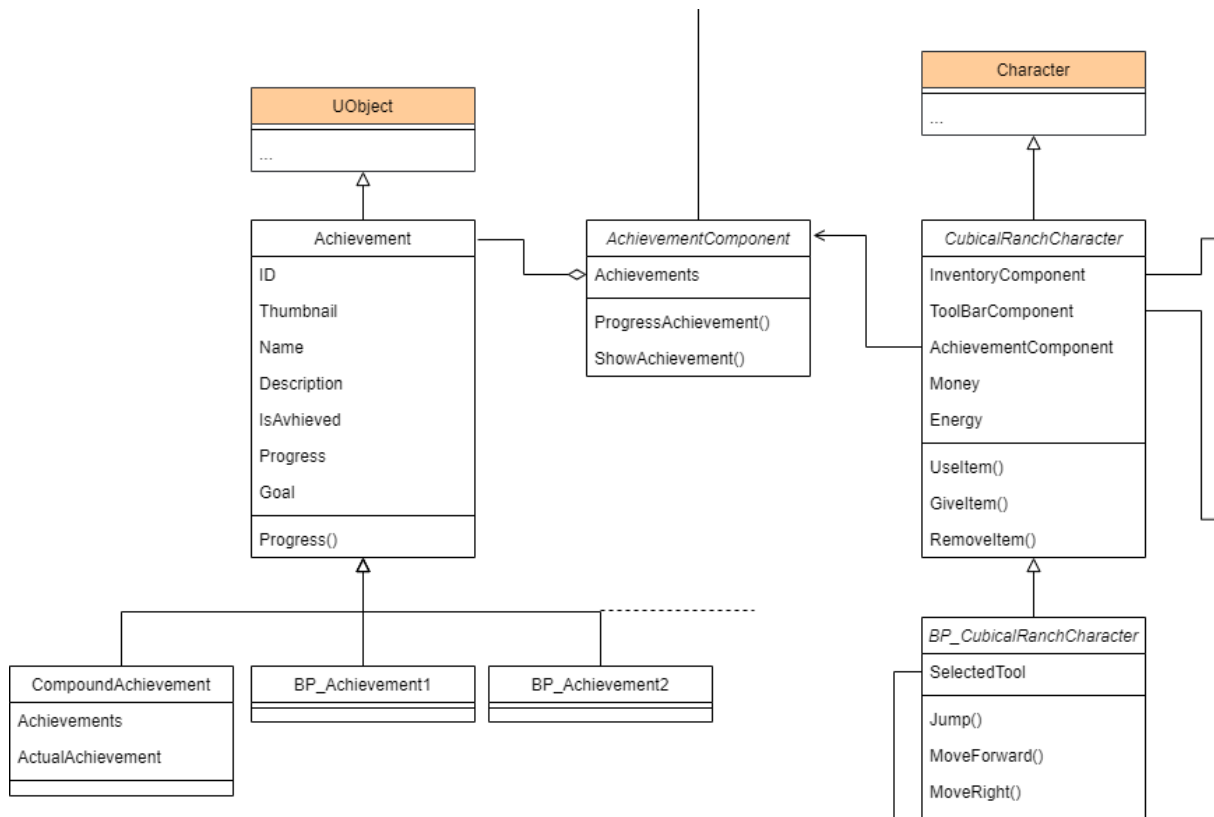 UObject
...
Achievement
ID
Thumbnail
Name
Description
IsAvhieved
Progress
Goal
Progress()
CompoundAchievement
Achievements
ActualAchievement
BP_Achievement1
BP_Achievement2
AchievementComponent
Achievements
ProgressAchievement()
ShowAchievement()
Character
...
CubicalRanchCharacter
InventoryComponent
ToolBarComponent
AchievementComponent
Money
Energy
UseItem()
GiveItem()
RemoveItem()
BP_CubicalRanchCharacter
SelectedTool
Jump()
MoveForward()
MoveRight()